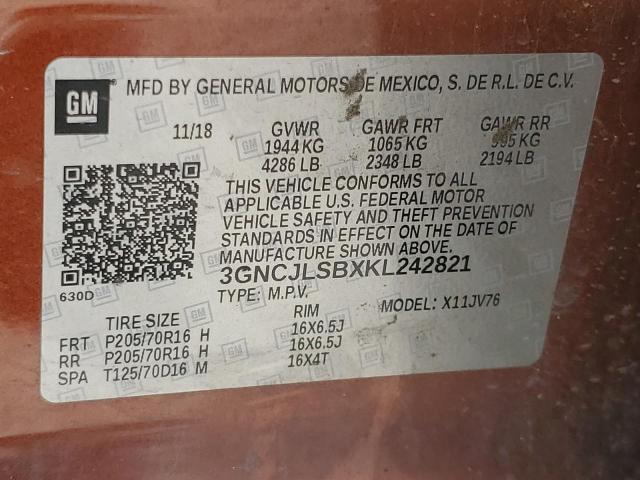 GM MFD BY GENERAL MOTORS DE MEXICO, S. DE R.L. DE C.V.
11/18 GVWR GAWR FRT GAWR RR
1944 KG 1065 KG 995 KG
4286 LB 2348 LB 2194 LB
THIS VEHICLE CONFORMS TO ALL
APPLICABLE U.S. FEDERAL MOTOR
VEHICLE SAFETY AND THEFT PREVENTION
STANDARDS IN EFFECT ON THE DATE OF
MANUFACTURE SHOWN ABOVE.
3GNCJLSBXKL242821
630D TYPE: M.P.V. MODEL: X11JV76
TIRE SIZE RIM
FRT P205/70R16 H 16X6.5J
RR P205/70R16 H 16X6.5J
SPA T125/70D16 M 16X4T